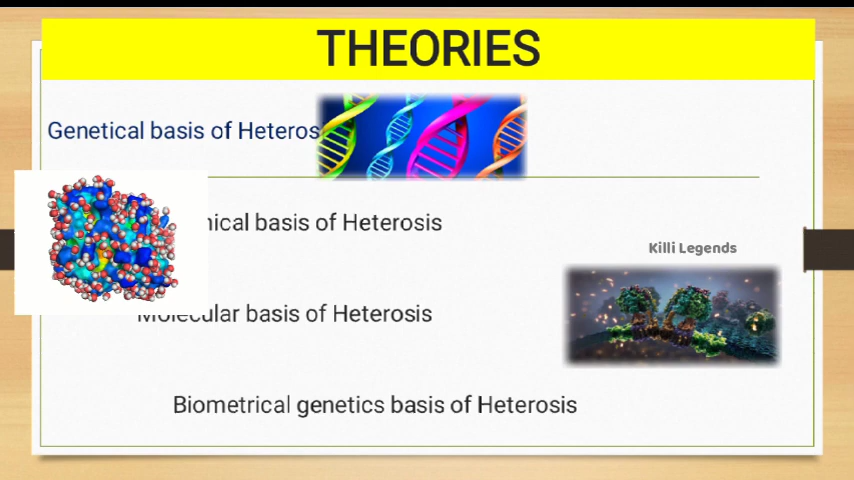 THEORIES
Genetical basis of Heteros
nical basis of Heterosis
Killi Legends
Molecular basis of Heterosis
Biometrical genetics basis of Heterosis